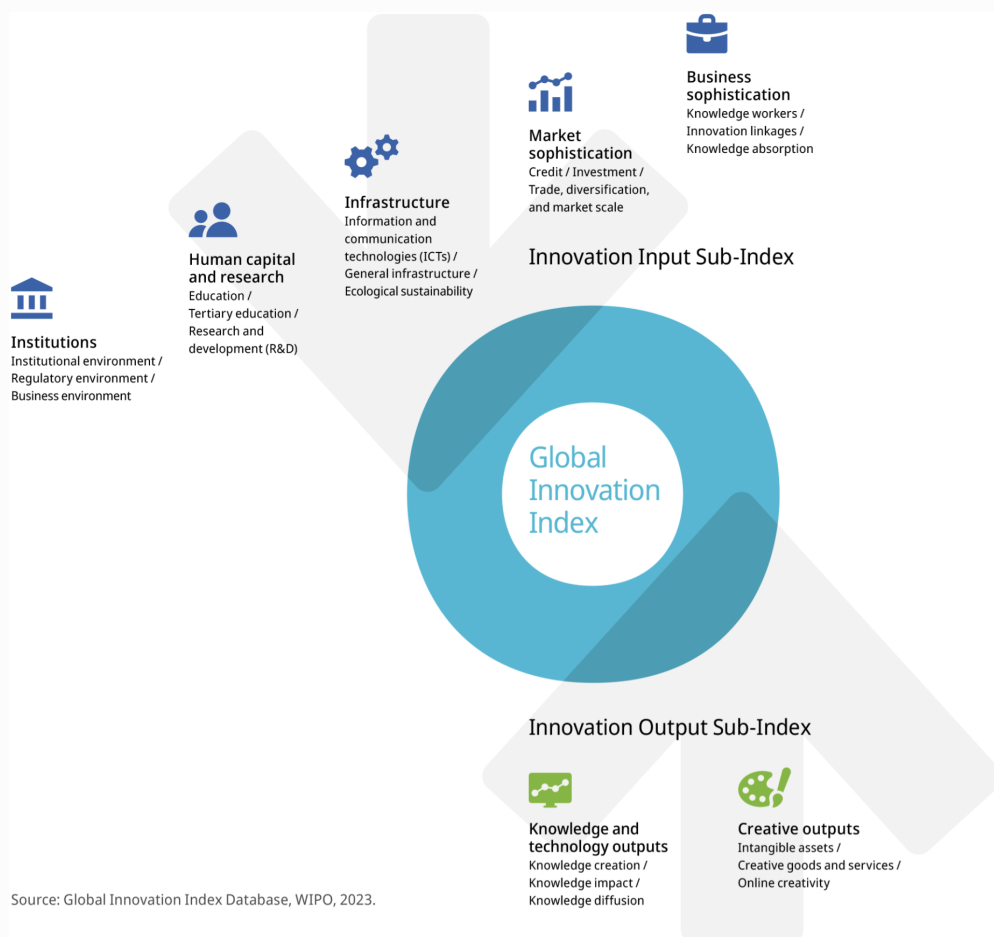 Business
sophistication
Knowledge workers /
Innovation linkages /
Knowledge absorption
Market
sophistication
Credit / Investment /
Trade, diversification,
and market scale
Infrastructure
Information and
communication
technologies (ICTs) /
General infrastructure /
Ecological sustainability
Human capital
and research
Education /
Tertiary education /
Research and
development (R&D)
Institutions
Institutional environment /
Regulatory environment /
Business environment
Innovation Input Sub-Index
Global
Innovation
Index
Innovation Output Sub-Index
Knowledge and
technology outputs
Knowledge creation /
Knowledge impact /
Knowledge diffusion
Creative outputs
Intangible assets /
Creative goods and services /
Online creativity
Source: Global Innovation Index Database, WIPO, 2023.